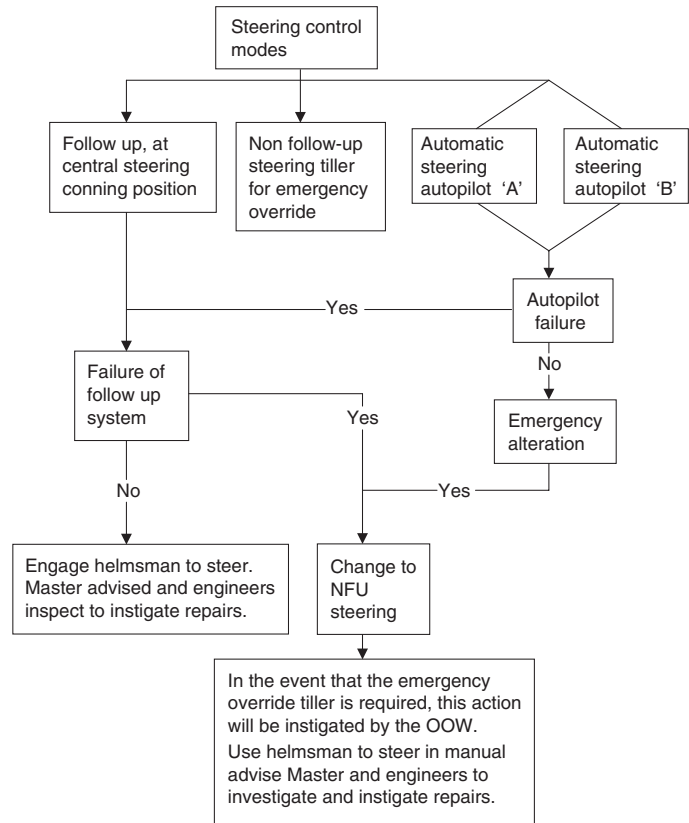 Steering control
modes
Follow up, at
central steering
conning position
Non follow-up
steering tiller
for emergency
override
Automatic
steering
autopilot 'A'
Automatic
steering
autopilot 'B'
Yes
Autopilot
failure
No
Failure of
follow up
system
Yes
Emergency
alteration
No
Yes
Engage helmsman to steer.
Master advised and engineers
inspect to instigate repairs.
Change to
NFU
steering
In the event that the emergency
override tiller is required, this action
will be instigated by the OOW.
Use helmsman to steer in manual
advise Master and engineers to
investigate and instigate repairs.